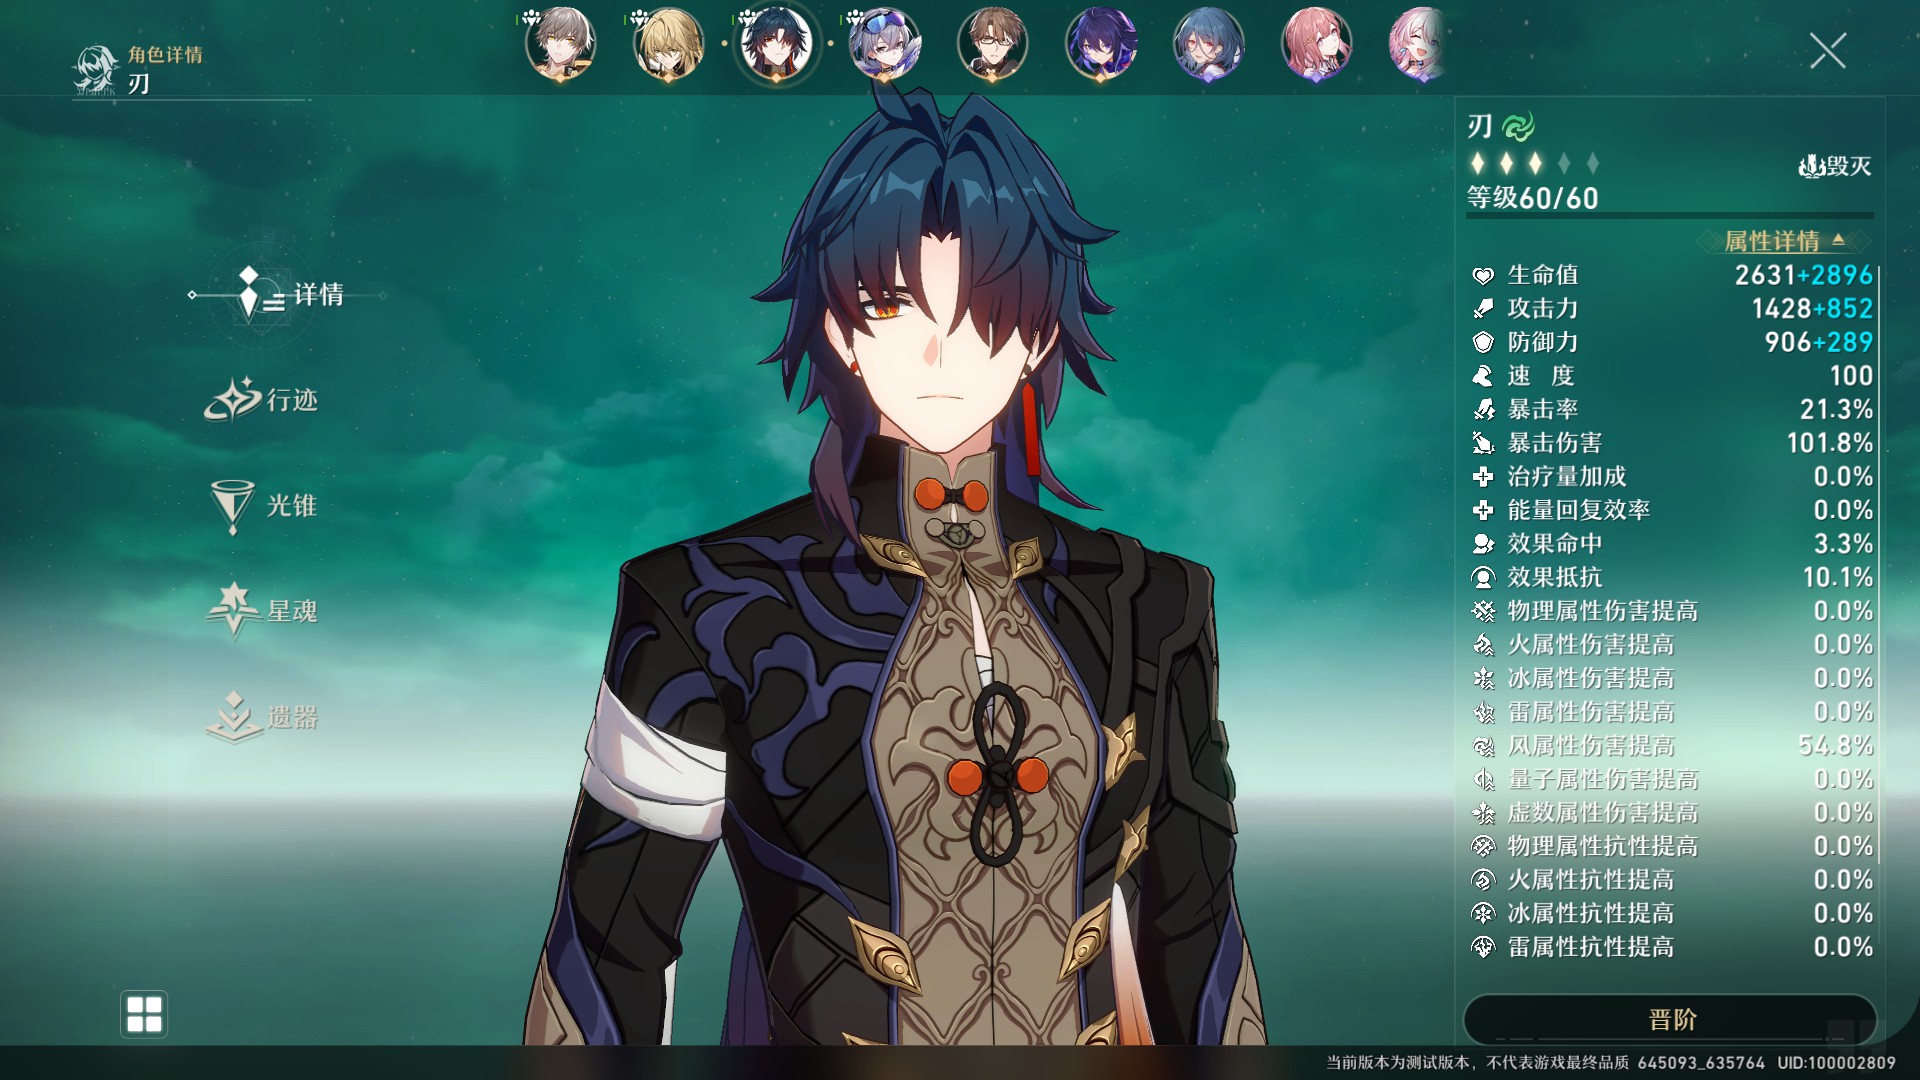 角色详情
刃
详情
行迹
光锥
星魂
遗器
刃
毁灭
等级60/60
属性详情
生命值 2631+2896
攻击力 1428+852
防御力 906+289
速 度 100
暴击率 21.3%
暴击伤害 101.8%
治疗量加成 0.0%
能量回复效率 0.0%
效果命中 3.3%
效果抵抗 10.1%
物理属性伤害提高 0.0%
火属性伤害提高 0.0%
冰属性伤害提高 0.0%
雷属性伤害提高 0.0%
风属性伤害提高 54.8%
量子属性伤害提高 0.0%
虚数属性伤害提高 0.0%
物理属性抗性提高 0.0%
火属性抗性提高 0.0%
冰属性抗性提高 0.0%
雷属性抗性提高 0.0%
晋阶
当前版本为测试版本，不代表游戏最终品质 645093_635764 UID:100002809